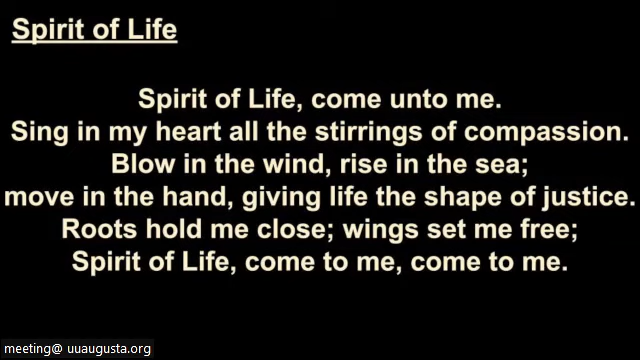 Spirit of Life
Spirit of Life, come unto me.
Sing in my heart all the stirrings of compassion.
Blow in the wind, rise in the sea;
move in the hand, giving life the shape of justice.
Roots hold me close; wings set me free;
Spirit of Life, come to me, come to me.
meeting@ uuaugusta.org